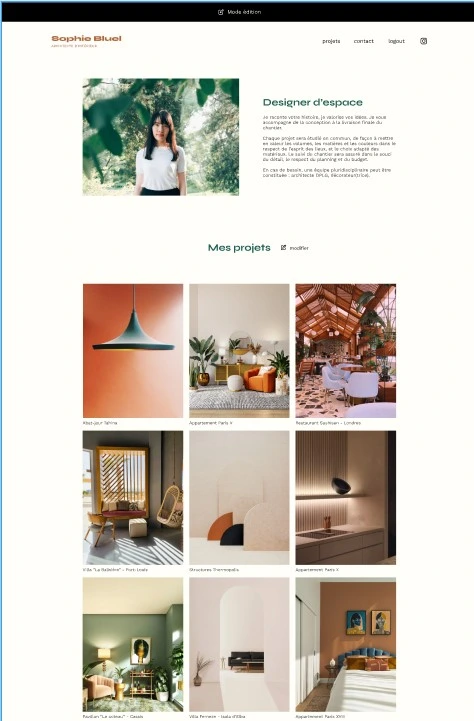 Mode édition
Sophie Bluel
Architecte d'intérieur
projets contact logout
Designer d'espace
Je raconte votre histoire, je valorise vos idées. Je vous
accompagne de la conception à la livraison finale du
chantier.
Chaque projet sera étudié en commun, de façon à mettre
en valeur les volumes, les matières et les couleurs dans le
respect de l'esprit des lieux, et le choix adapté des
matériaux. Le suivi du chantier sera assuré dans le souci
du détail, le respect du planning et du budget.
En cas de besoin, une équipe pluridisciplinaire peut être
constituée : architecte DPLG, décorateur(trice).
Mes projets modifier
Abat-jour Tahina
Appartement Paris V
Restaurant Sushisen - Londres
Villa "La Balisière" - Port Louis
Structures Thermopolis
Appartement Paris X
Pavillon "Le coteau" - Cassis
Villa Ferneze - Isola d'Elba
Appartement Paris XVIII